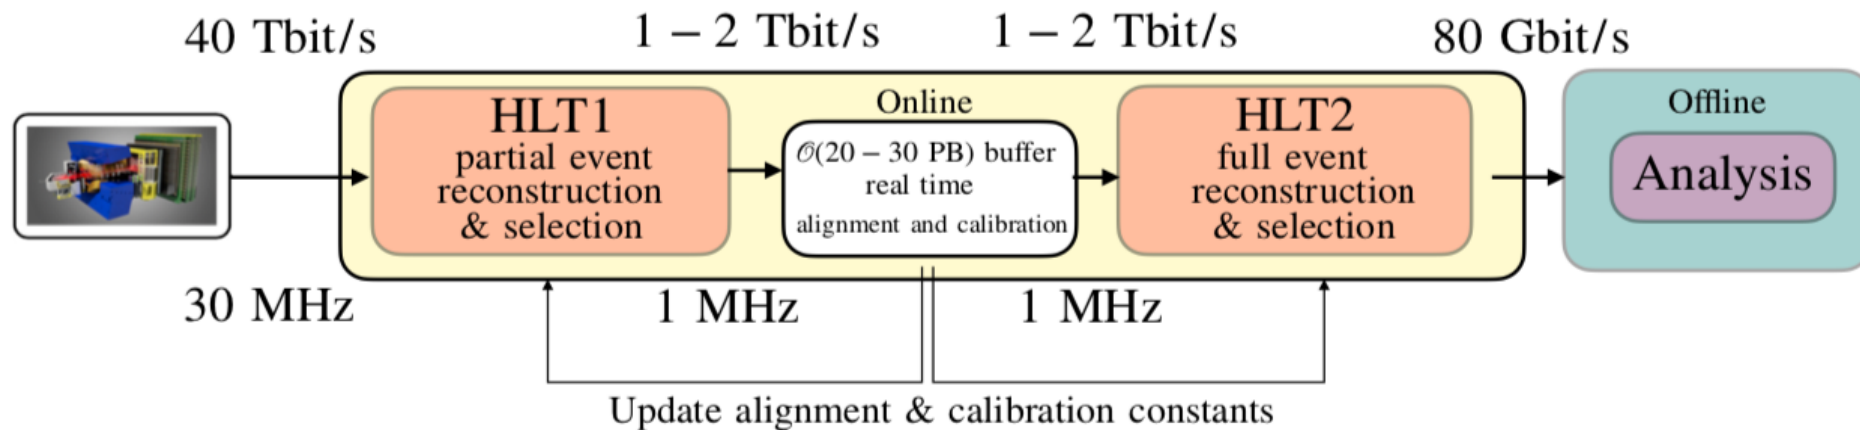 40 Tbit/s
1 – 2 Tbit/s
1 – 2 Tbit/s
80 Gbit/s
HLT1
partial event
reconstruction
& selection
Online
𝒪(20 – 30 PB) buffer
real time
alignment and calibration
HLT2
full event
reconstruction
& selection
Offline
Analysis
30 MHz
1 MHz
1 MHz
Update alignment & calibration constants